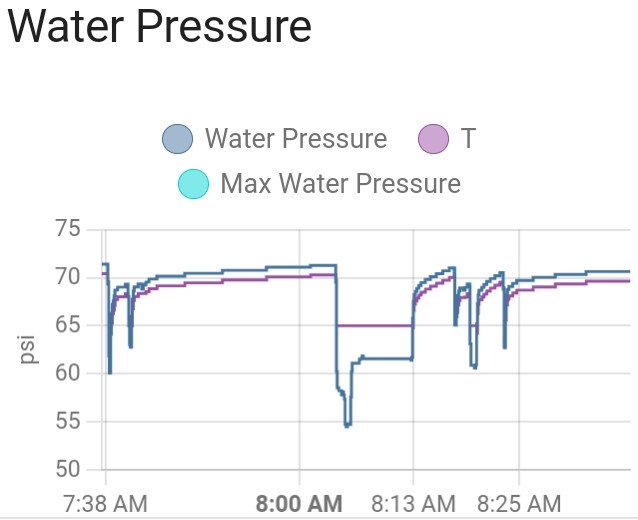 Water Pressure
Water Pressure T
Max Water Pressure
75
70
65
60
55
50
psi
7:38 AM 8:00 AM 8:13 AM 8:25 AM